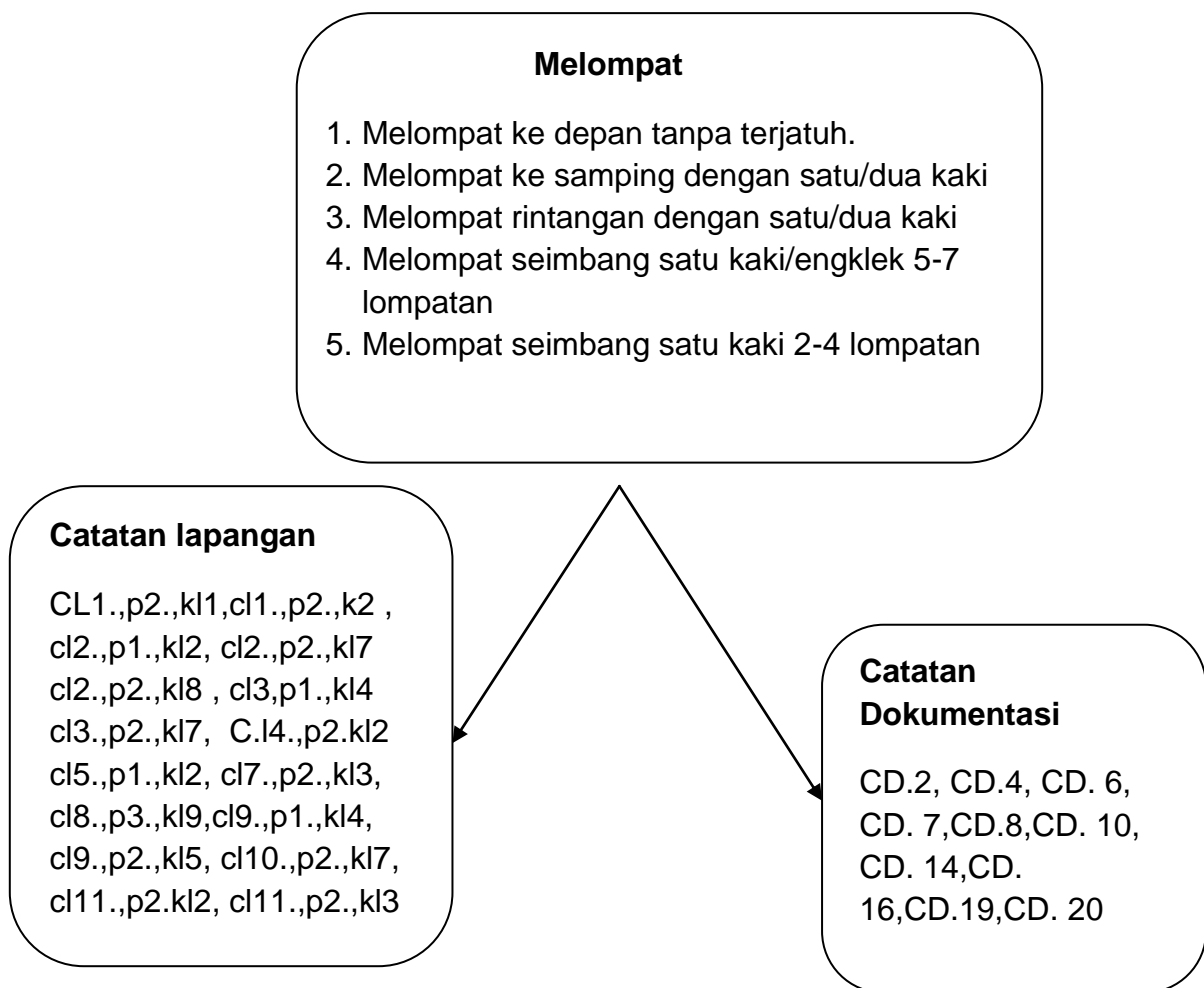 Melompat
1. Melompat ke depan tanpa terjatuh.
2. Melompat ke samping dengan satu/dua kaki
3. Melompat rintangan dengan satu/dua kaki
4. Melompat seimbang satu kaki/engklek 5-7
lompatan
5. Melompat seimbang satu kaki 2-4 lompatan
Catatan lapangan
CL1.,p2.,kl1,cl1.,p2.,k2 ,
cl2.,p1.,kl2, cl2.,p2.,kl7
cl2.,p2.,kl8 , cl3,p1.,kl4
cl3.,p2.,kl7, C.l4.,p2.kl2
cl5.,p1.,kl2, cl7.,p2.,kl3,
cl8.,p3.,kl9,cl9.,p1.,kl4,
cl9.,p2.,kl5, cl10.,p2.,kl7,
cl11.,p2.kl2, cl11.,p2.,kl3
Catatan
Dokumentasi
CD.2, CD.4, CD. 6,
CD. 7,CD.8,CD. 10,
CD. 14,CD.
16,CD.19,CD. 20